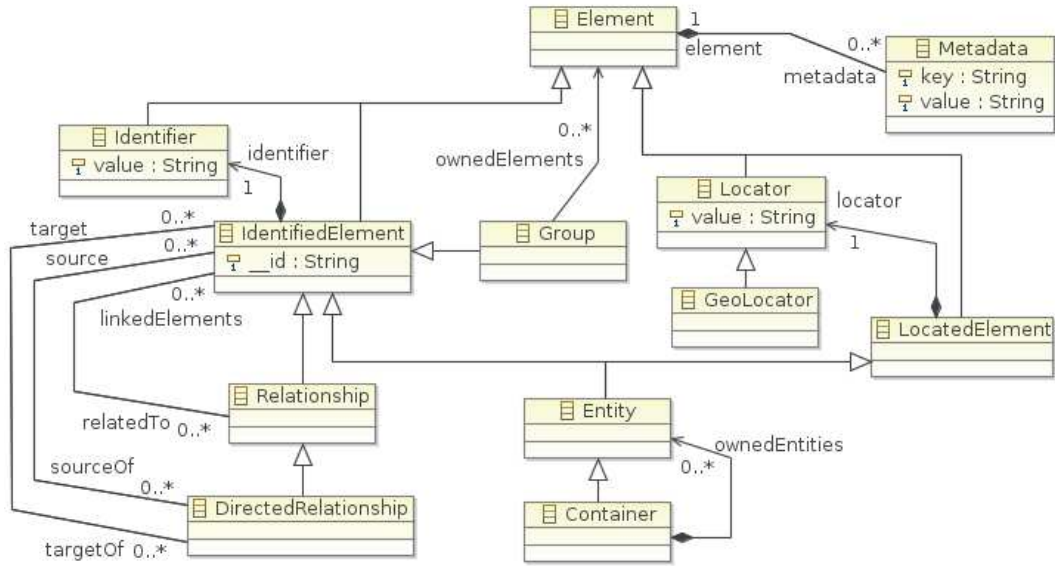 Element
1
element
0..*
metadata
Metadata
key : String
value : String
Identifier
value : String
identifier
1
0..*
ownedElements
Locator
value : String
locator
1
target
0..*
source
0..*
0..*
linkedElements
IdentifiedElement
__id : String
Group
GeoLocator
LocatedElement
Relationship
relatedTo
0..*
Entity
ownedEntities
0..*
sourceOf
0..*
DirectedRelationship
Container
targetOf
0..*